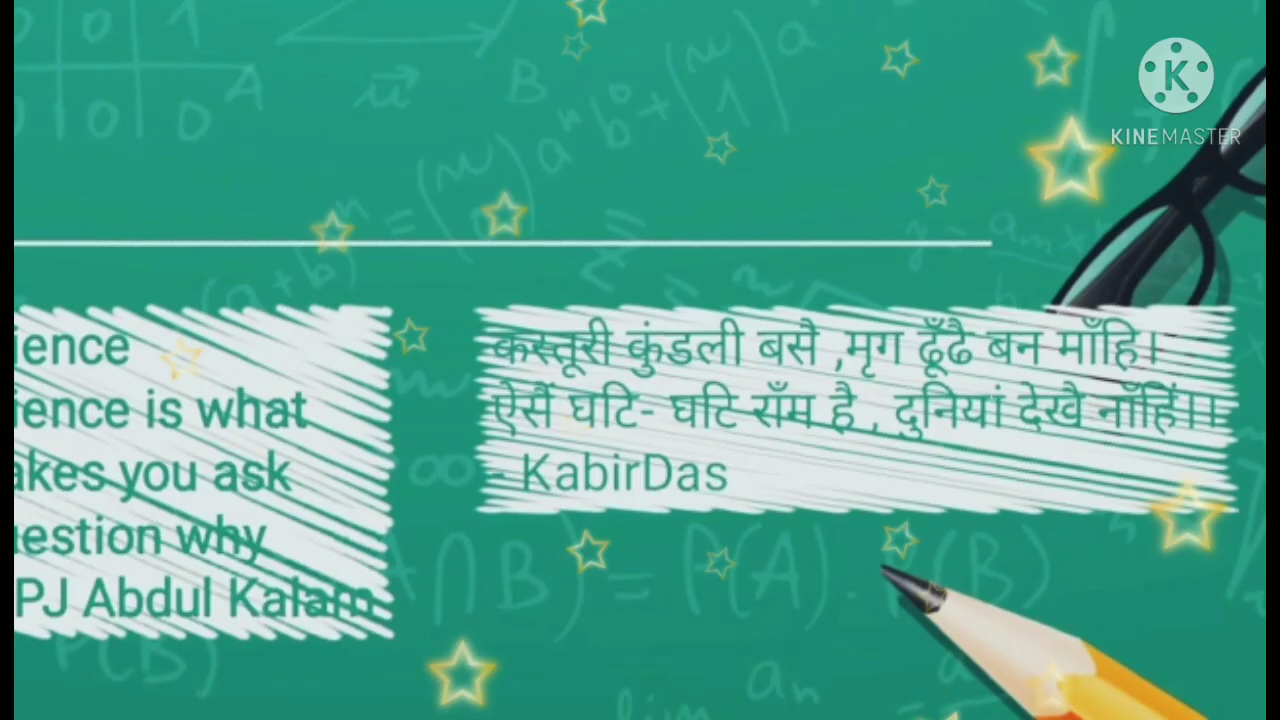 KINEMASTER
ience
ience is what
akes you ask
uestion why
PJ Abdul Kalam
कस्तूरी कुंडली बसै ,मृग ढूँढै बन माँहि।
ऐसैं घटि- घटि राँम है , दुनियां देखै नाँहिं।।
- KabirDas